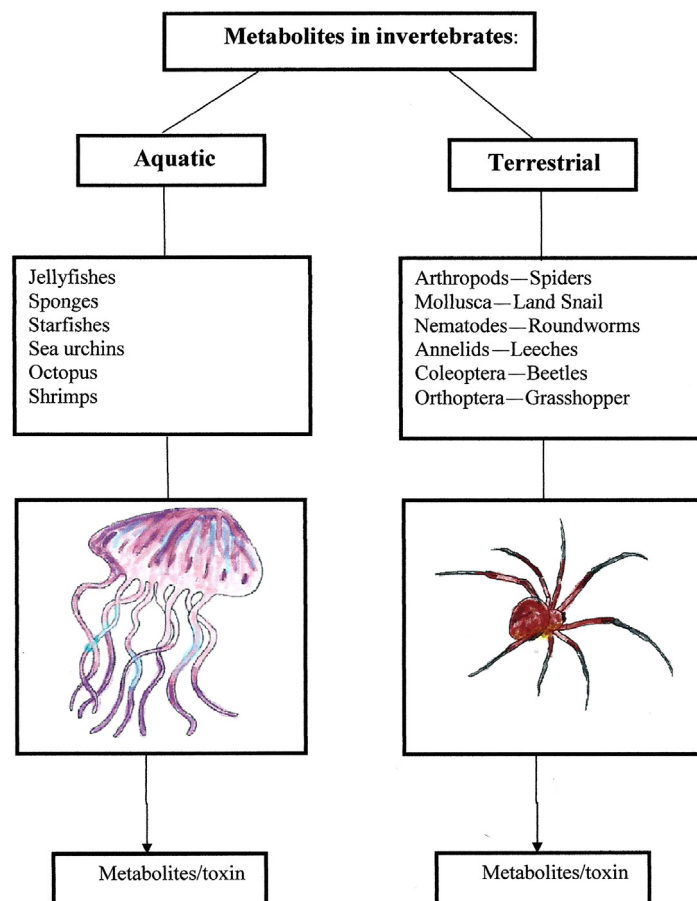 Metabolites in invertebrates:
Aquatic
Terrestrial
Jellyfishes
Sponges
Starfishes
Sea urchins
Octopus
Shrimps
Arthropods—Spiders
Mollusca—Land Snail
Nematodes—Roundworms
Annelids—Leeches
Coleoptera—Beetles
Orthoptera—Grasshopper
Metabolites/toxin
Metabolites/toxin